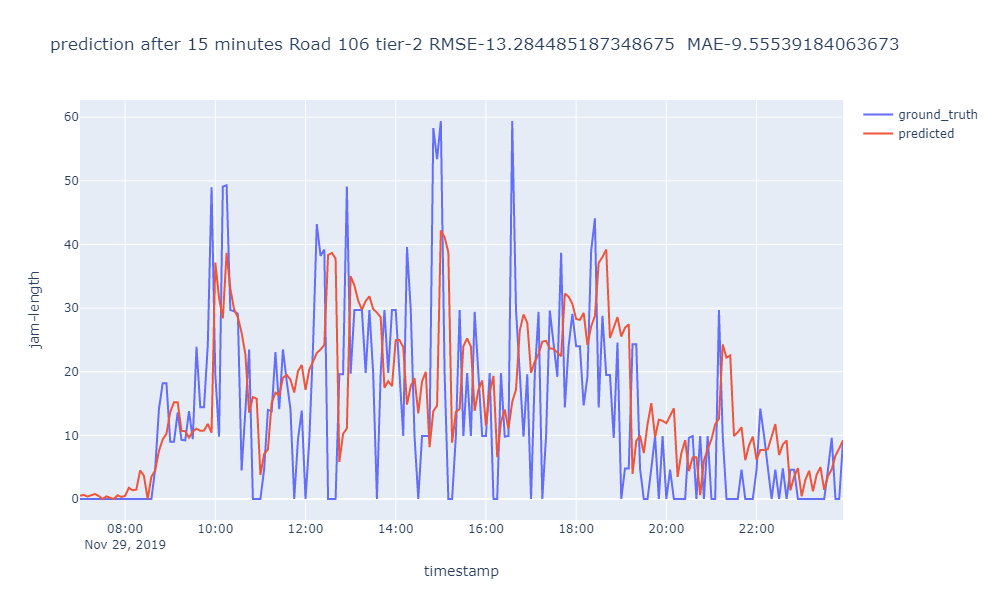 prediction after 15 minutes Road 106 tier-2 RMSE-13.284485187348675 MAE-9.55539184063673
ground_truth
predicted
60
50
40
30
20
10
0
jam-length
08:00 10:00 12:00 14:00 16:00 18:00 20:00 22:00
Nov 29, 2019
timestamp